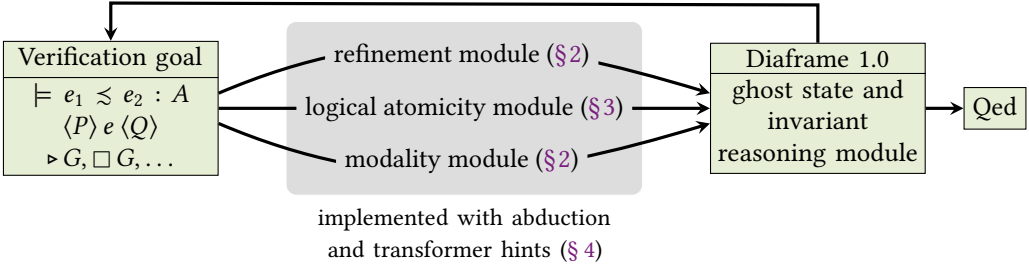 Verification goal
⊨ e₁ ≾ e₂ : A
⟨P⟩ e ⟨Q⟩
▹ G, □ G, . . .
refinement module (§2)
logical atomicity module (§3)
modality module (§2)
implemented with abduction
and transformer hints (§ 4)
Diaframe 1.0
ghost state and
invariant
reasoning module
Qed